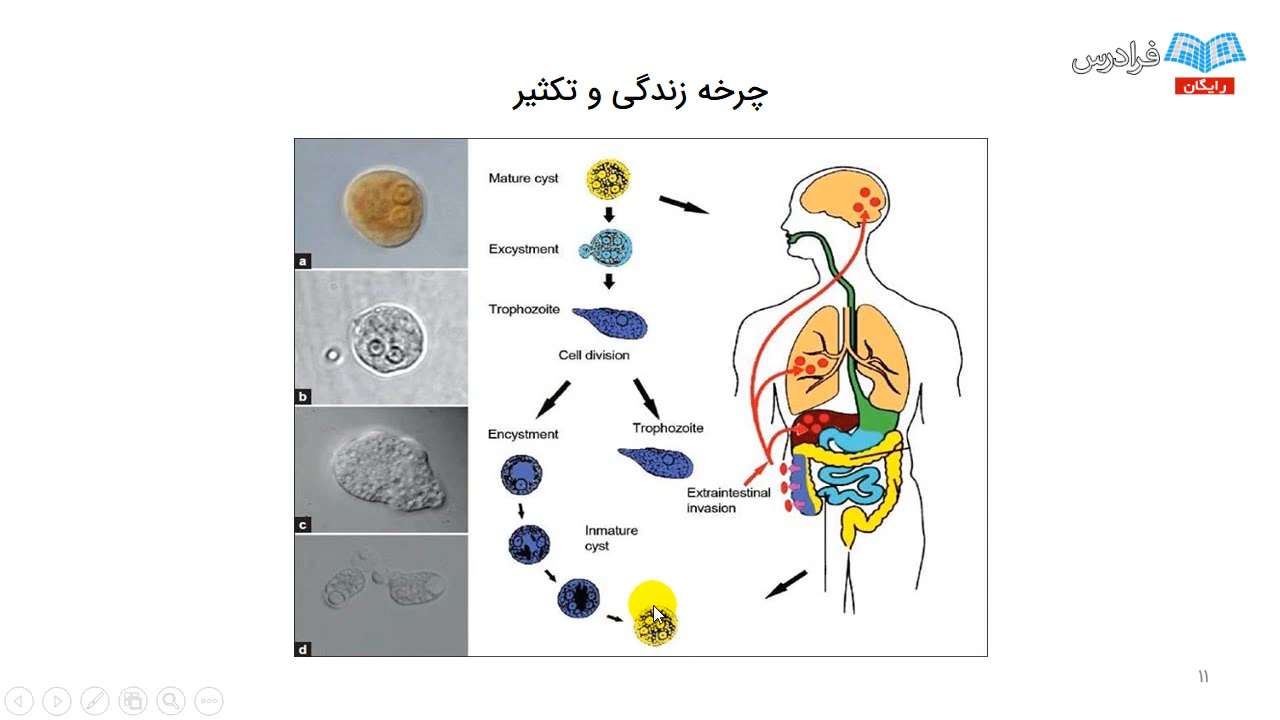 فرادرس
رایگان
چرخه زندگی و تکثیر
Mature cyst
Excystment
Trophozoite
Cell division
Encystment
Trophozoite
Inmature
cyst
Extraintestinal
invasion
a
b
c
d
۱۱